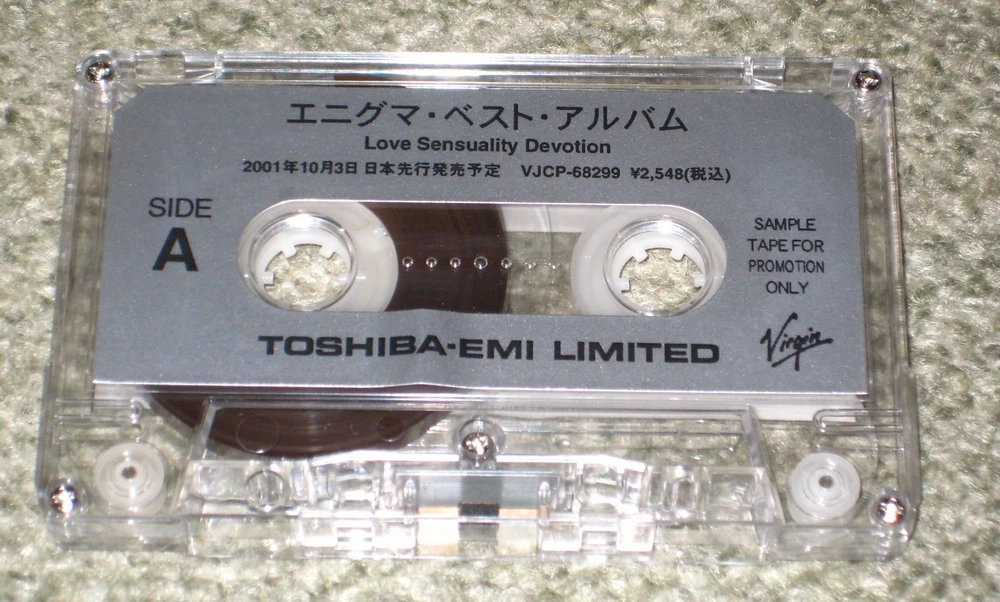 エニグマ・ベスト・アルバム
Love Sensuality Devotion
2001年10月3日 日本先行発売予定 VJCP-68299 ¥2,548(税込)
SIDE
A
SAMPLE
TAPE FOR
PROMOTION
ONLY
TOSHIBA-EMI LIMITED
Virgin